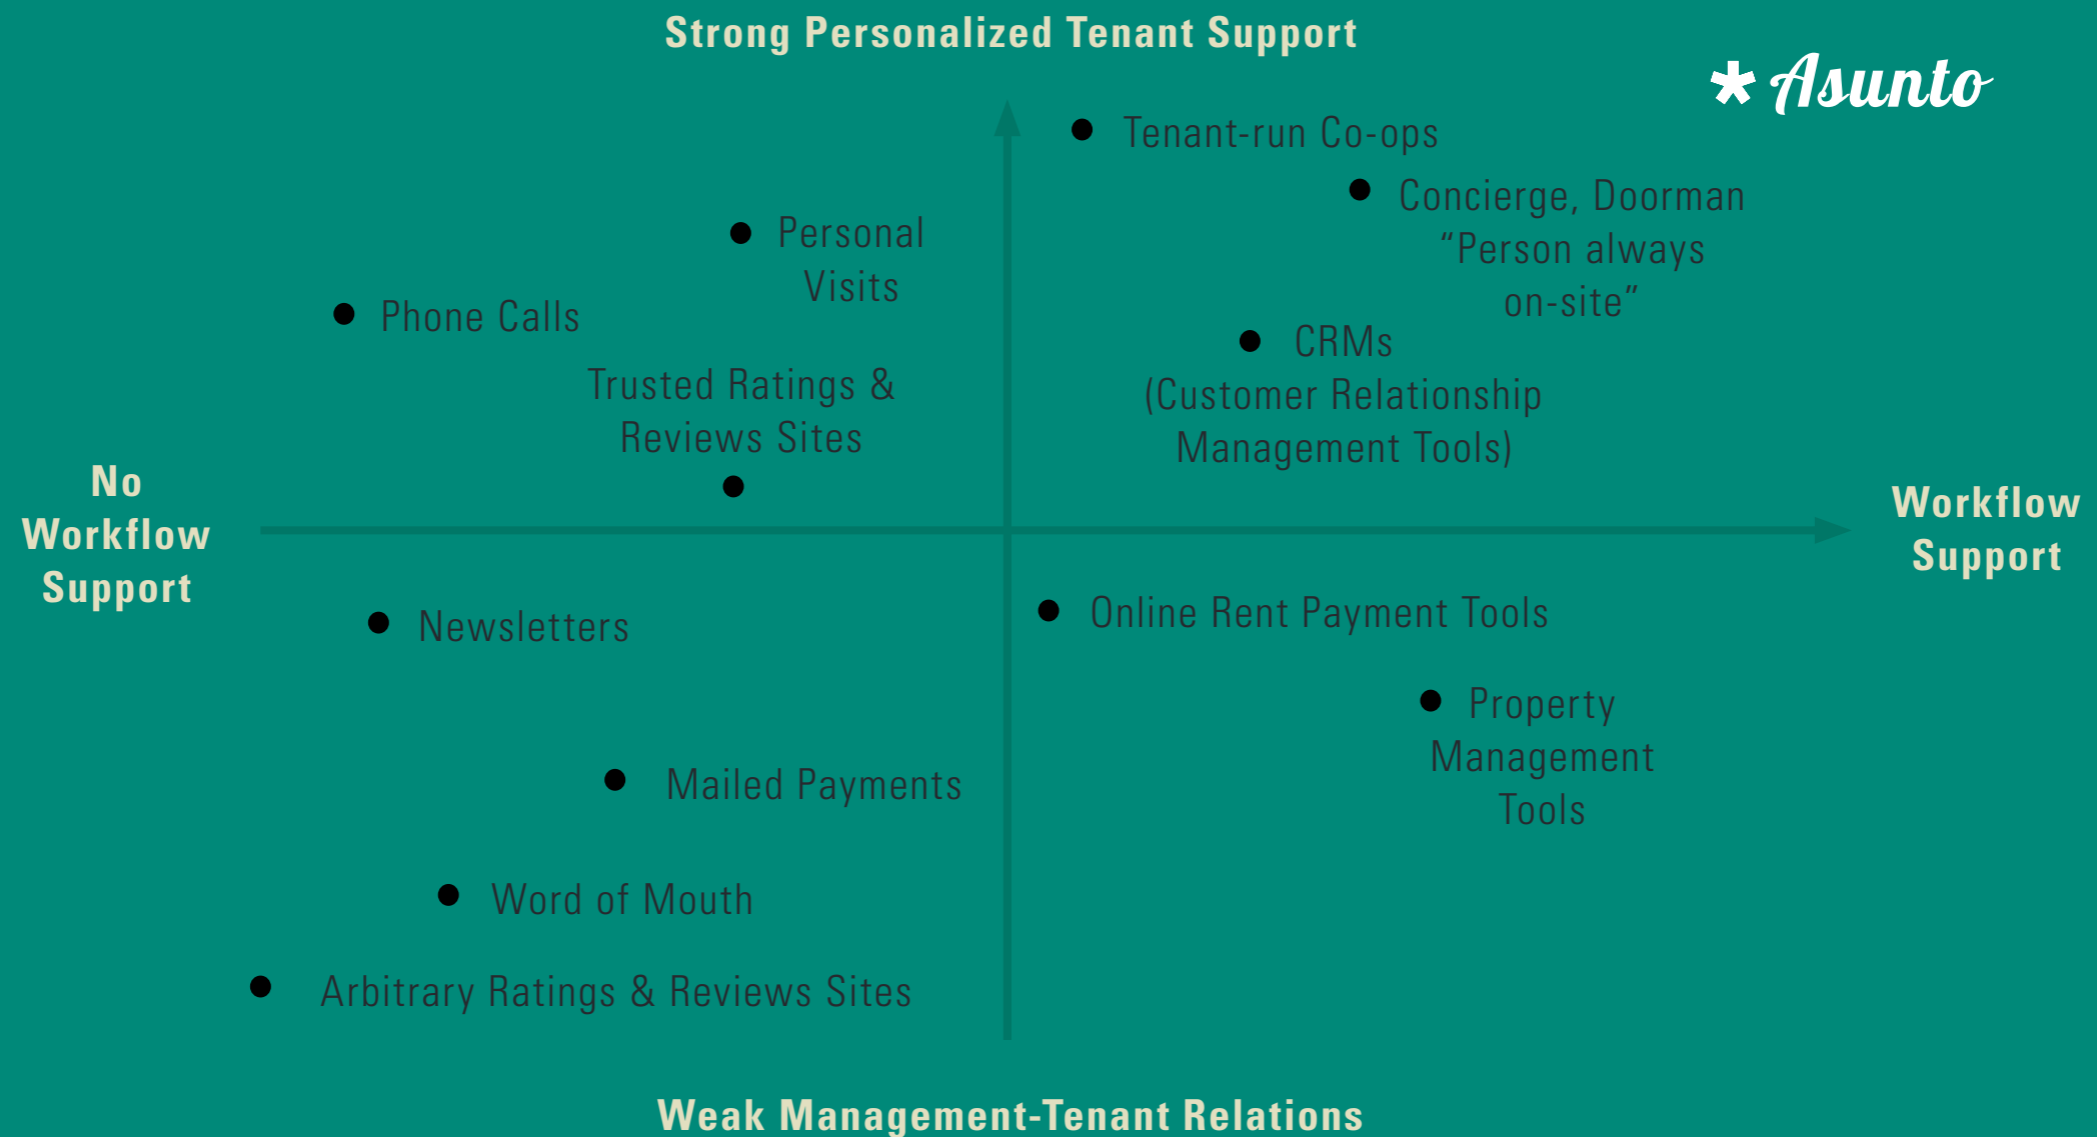 Strong Personalized Tenant Support
* Asunto
Tenant-run Co-ops
Concierge, Doorman
“Person always
on-site”
Personal
Visits
Phone Calls
CRMs
(Customer Relationship
Management Tools)
Trusted Ratings &
Reviews Sites
No
Workflow
Support
Workflow
Support
Newsletters
Online Rent Payment Tools
Property
Management
Tools
Mailed Payments
Word of Mouth
Arbitrary Ratings & Reviews Sites
Weak Management-Tenant Relations